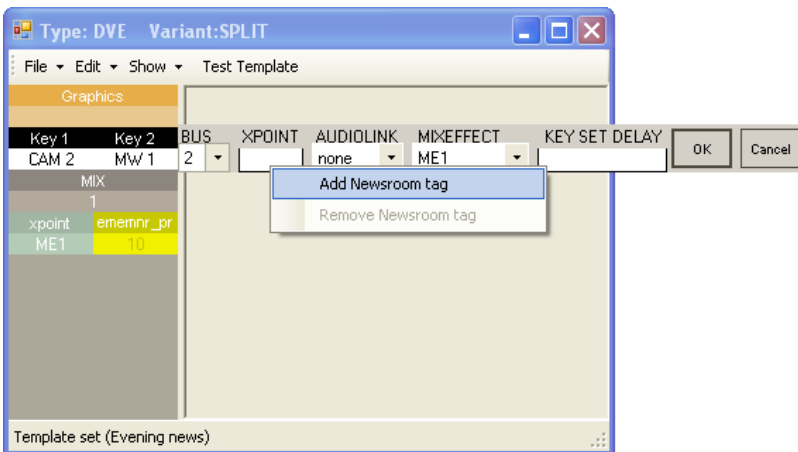 Type: DVE Variant:SPLIT
File Edit Show Test Template
Graphics
Key 1 Key 2 BUS XPOINT AUDIOLINK MIXEFFECT KEY SET DELAY OK Cancel
CAM 2 MW 1 2 none ME1
MIX Add Newsroom tag
1
xpoint ememnr_pr Remove Newsroom tag
ME1 10
Template set (Evening news)